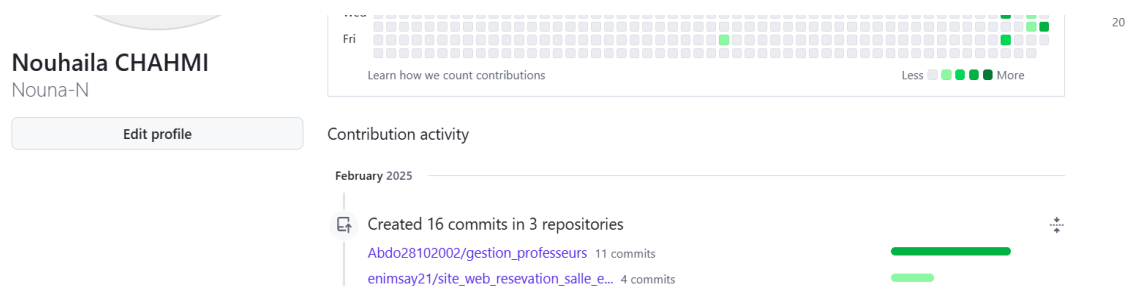 Wed
20
Fri
Nouhaila CHAHMI
Learn how we count contributions
Less More
Nouna-N
Edit profile
Contribution activity
February 2025
Created 16 commits in 3 repositories
Abdo28102002/gestion_professeurs 11 commits
enimsay21/site_web_resevation_salle_e... 4 commits